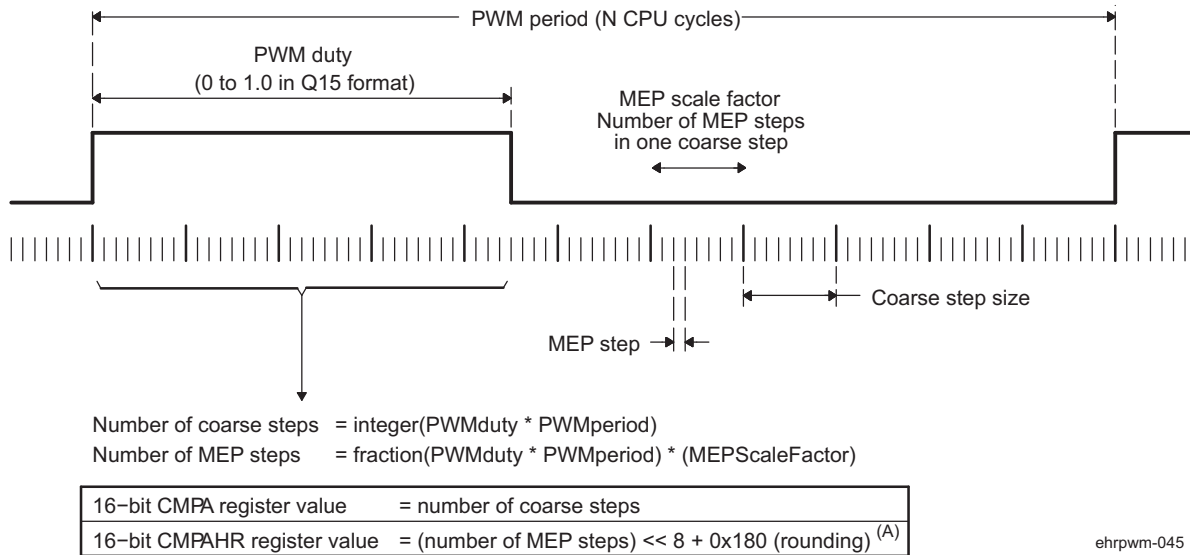 PWM period (N CPU cycles)
PWM duty
(0 to 1.0 in Q15 format)
MEP scale factor
Number of MEP steps
in one coarse step
Coarse step size
MEP step
Number of coarse steps = integer(PWMduty * PWMperiod)
Number of MEP steps = fraction(PWMduty * PWMperiod) * (MEPScaleFactor)
16−bit CMPA register value = number of coarse steps
16−bit CMPAHR register value = (number of MEP steps) << 8 + 0x180 (rounding) (A)
ehrpwm-045